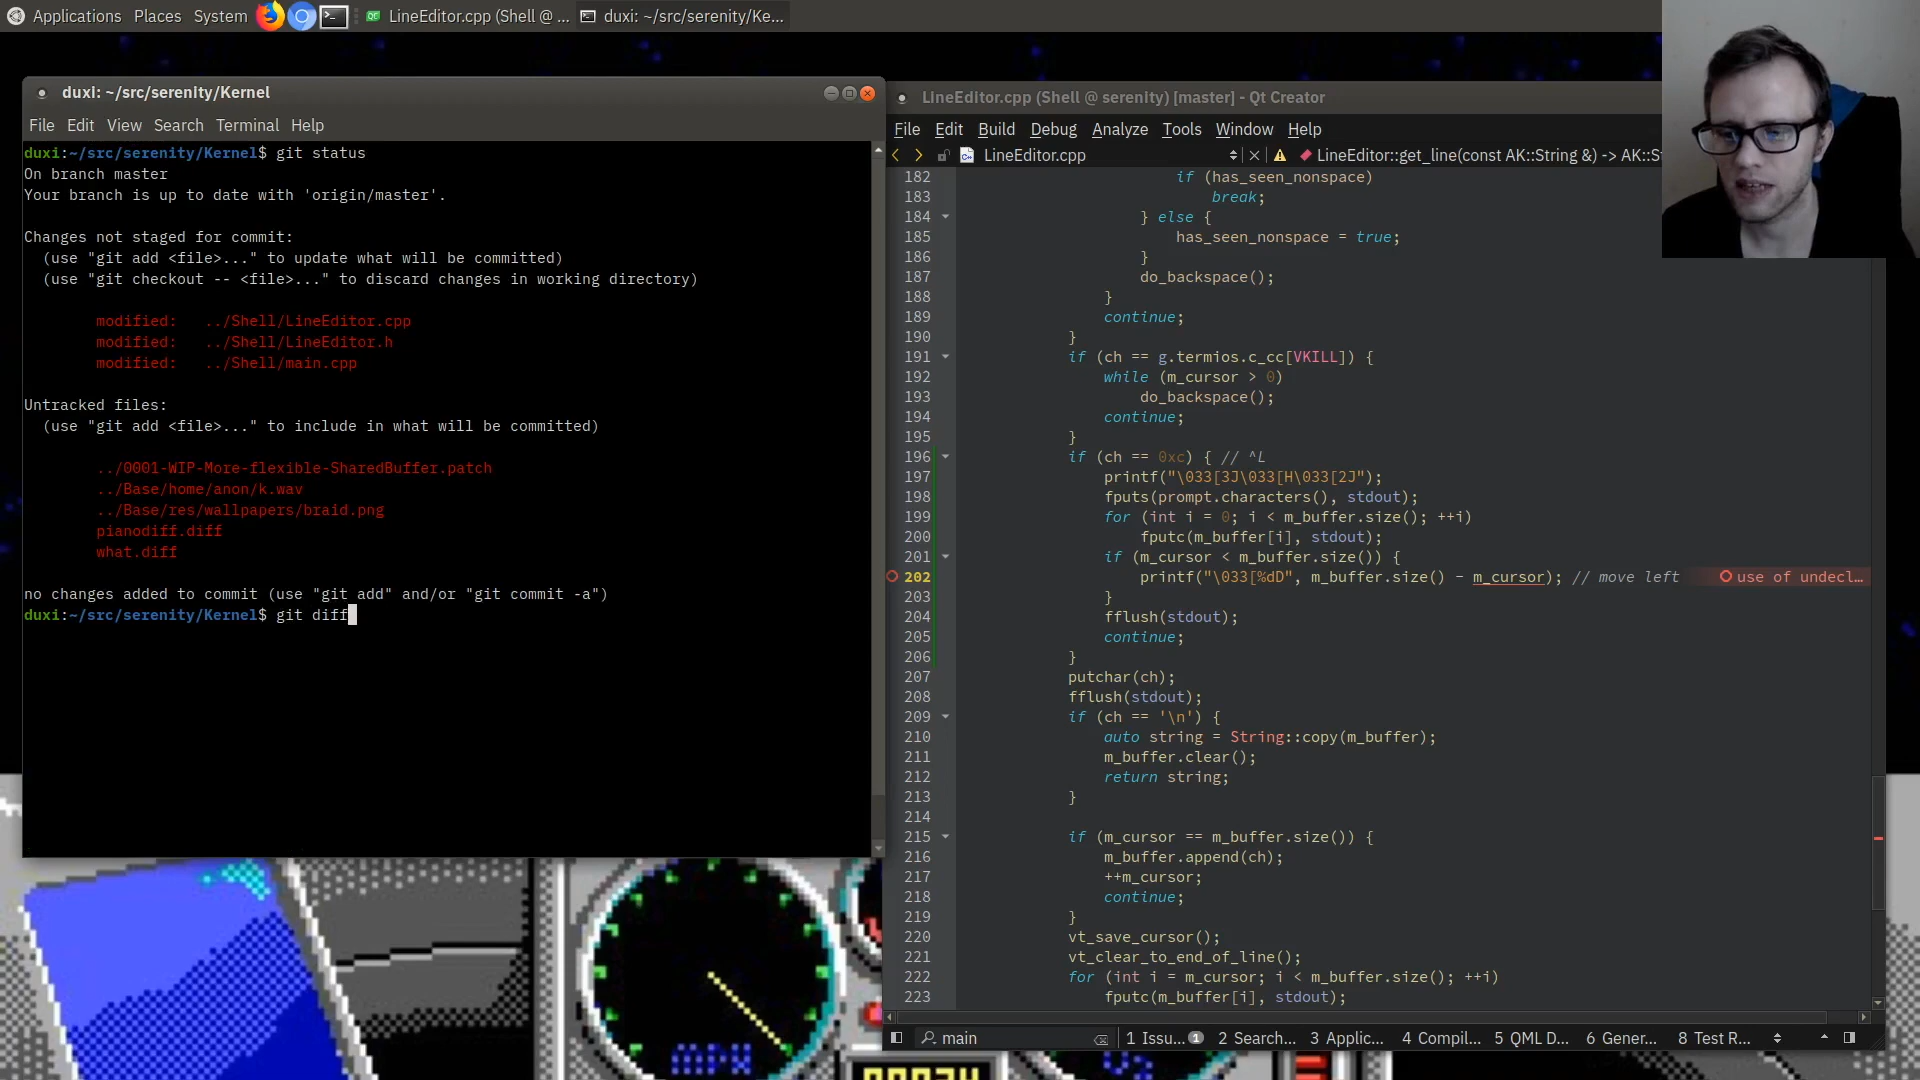 Applications Places System LineEditor.cpp (Shell @ ... duxi: ~/src/serenity/Ke...
duxi: ~/src/serenity/Kernel
File Edit View Search Terminal Help
duxi:~/src/serenity/Kernel$ git status
On branch master
Your branch is up to date with 'origin/master'.
Changes not staged for commit:
(use "git add <file>..." to update what will be committed)
(use "git checkout -- <file>..." to discard changes in working directory)
modified: ../Shell/LineEditor.cpp
modified: ../Shell/LineEditor.h
modified: ../Shell/main.cpp
Untracked files:
(use "git add <file>..." to include in what will be committed)
../0001-WIP-More-flexible-SharedBuffer.patch
../Base/home/anon/k.wav
../Base/res/wallpapers/braid.png
pianodiff.diff
what.diff
no changes added to commit (use "git add" and/or "git commit -a")
duxi:~/src/serenity/Kernel$ git diff
LineEditor.cpp (Shell @ serenity) [master] - Qt Creator
File Edit Build Debug Analyze Tools Window Help
LineEditor.cpp LineEditor::get_line(const AK::String &) -> AK::S
182 if (has_seen_nonspace)
183 break;
184 } else {
185 has_seen_nonspace = true;
186 }
187 do_backspace();
188 }
189 continue;
190 }
191 if (ch == g.termios.c_cc[VKILL]) {
192 while (m_cursor > 0)
193 do_backspace();
194 continue;
195 }
196 if (ch == 0xc) { // ^L
197 printf("\033[3J\033[H\033[2J");
198 fputs(prompt.characters(), stdout);
199 for (int i = 0; i < m_buffer.size(); ++i)
200 fputc(m_buffer[i], stdout);
201 if (m_cursor < m_buffer.size()) {
202 printf("\033[%dD", m_buffer.size() - m_cursor); // move left use of undecl...
203 }
204 fflush(stdout);
205 continue;
206 }
207 putchar(ch);
208 fflush(stdout);
209 if (ch == '\n') {
210 auto string = String::copy(m_buffer);
211 m_buffer.clear();
212 return string;
213 }
214
215 if (m_cursor == m_buffer.size()) {
216 m_buffer.append(ch);
217 ++m_cursor;
218 continue;
219 }
220 vt_save_cursor();
221 vt_clear_to_end_of_line();
222 for (int i = m_cursor; i < m_buffer.size(); ++i)
223 fputc(m_buffer[i], stdout);
main 1 Issu... 1 2 Search... 3 Applic... 4 Compil... 5 QML D... 6 Gener... 8 Test R...